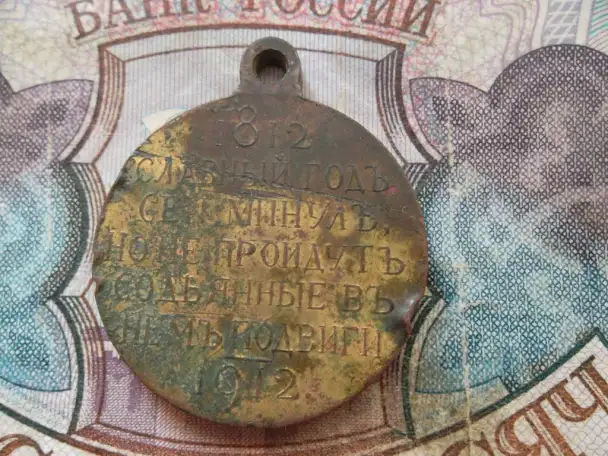 БАНК РОССИИ
1812
СЛАВНЫЙ ГОДЪ
СЕЙ МИНУЛЪ,
НО НЕ ПРОЙДУТЪ
СОДѢЯННЫЕ ВЪ
НЕМЪ ПОДВИГИ
1912